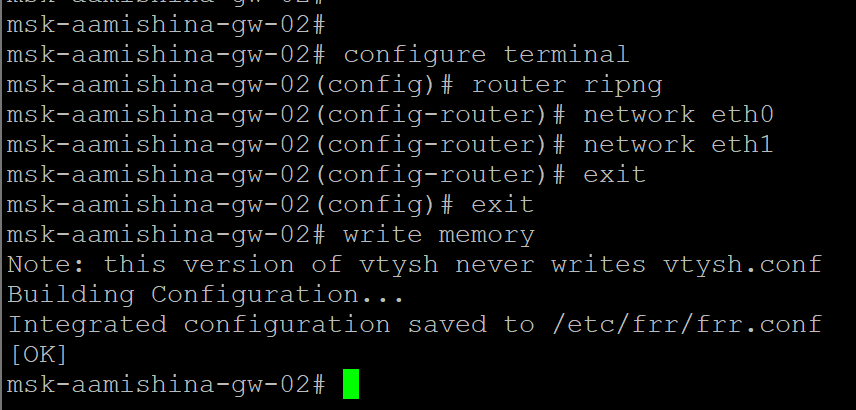 msk-aamishina-gw-02#
msk-aamishina-gw-02# configure terminal
msk-aamishina-gw-02(config)# router ripng
msk-aamishina-gw-02(config-router)# network eth0
msk-aamishina-gw-02(config-router)# network eth1
msk-aamishina-gw-02(config-router)# exit
msk-aamishina-gw-02(config)# exit
msk-aamishina-gw-02# write memory
Note: this version of vtysh never writes vtysh.conf
Building Configuration...
Integrated configuration saved to /etc/frr/frr.conf
[OK]
msk-aamishina-gw-02#